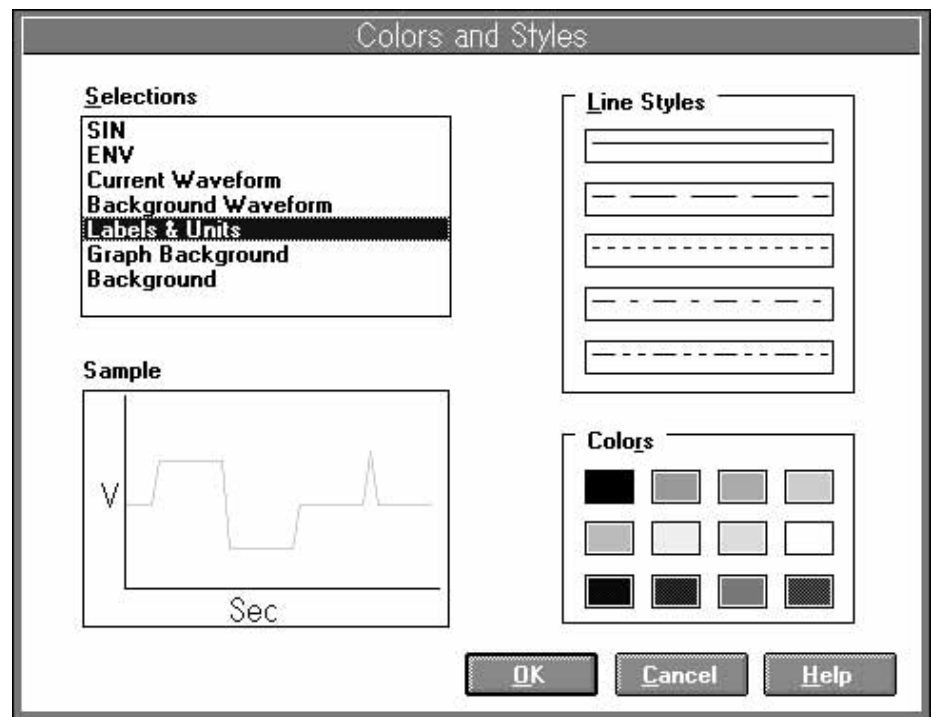 Colors and Styles
Selections
SIN
ENV
Current Waveform
Background Waveform
Labels & Units
Graph Background
Background
Line Styles
Sample
V
Sec
Colors
OK
Cancel
Help